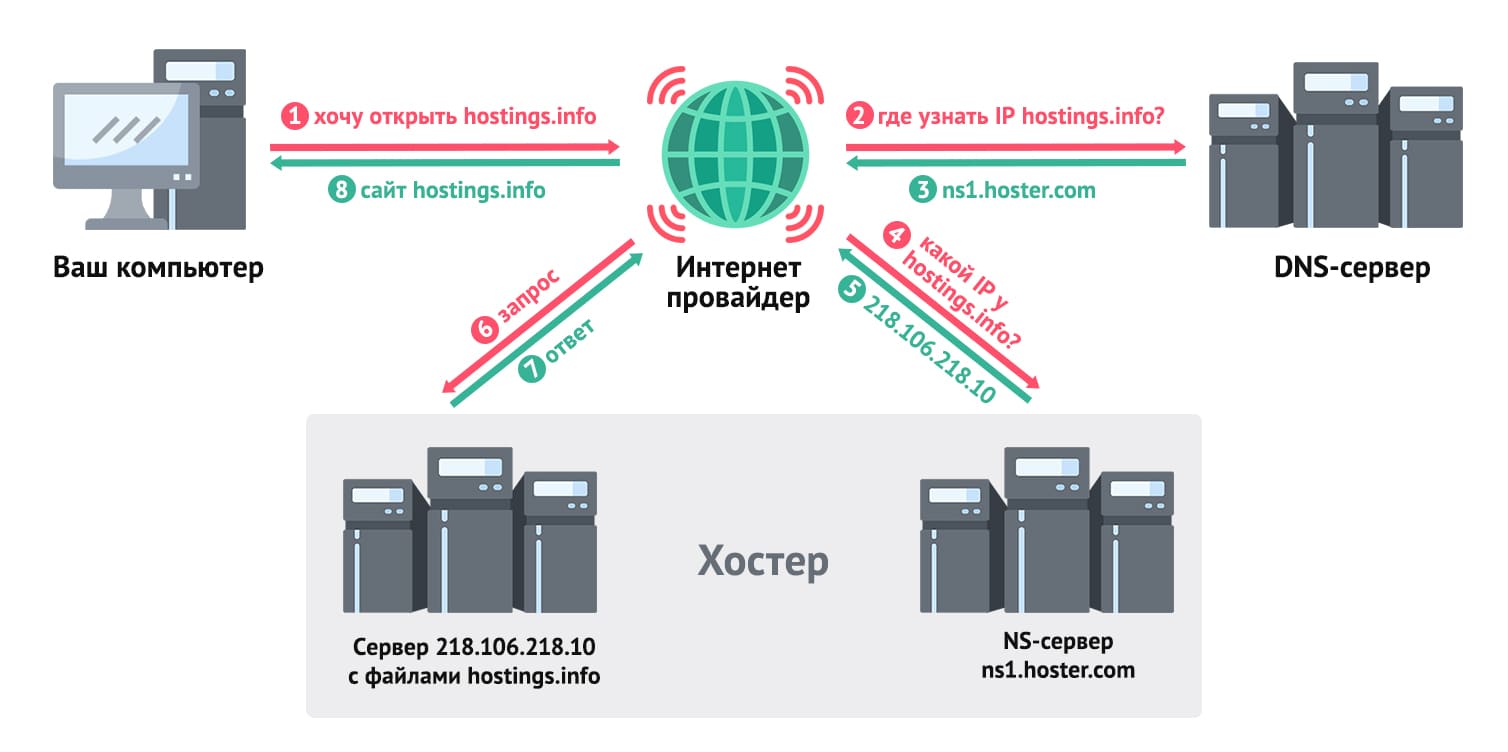 1 хочу открыть hostings.info
8 сайт hostings.info
2 где узнать IP hostings.info?
3 ns1.hoster.com
Ваш компьютер
Интернет
провайдер
DNS-сервер
4 какой IP у
hostings.info?
5 218.106.218.10
6 запрос
7 ответ
Хостер
Сервер 218.106.218.10
с файлами hostings.info
NS-сервер
ns1.hoster.com